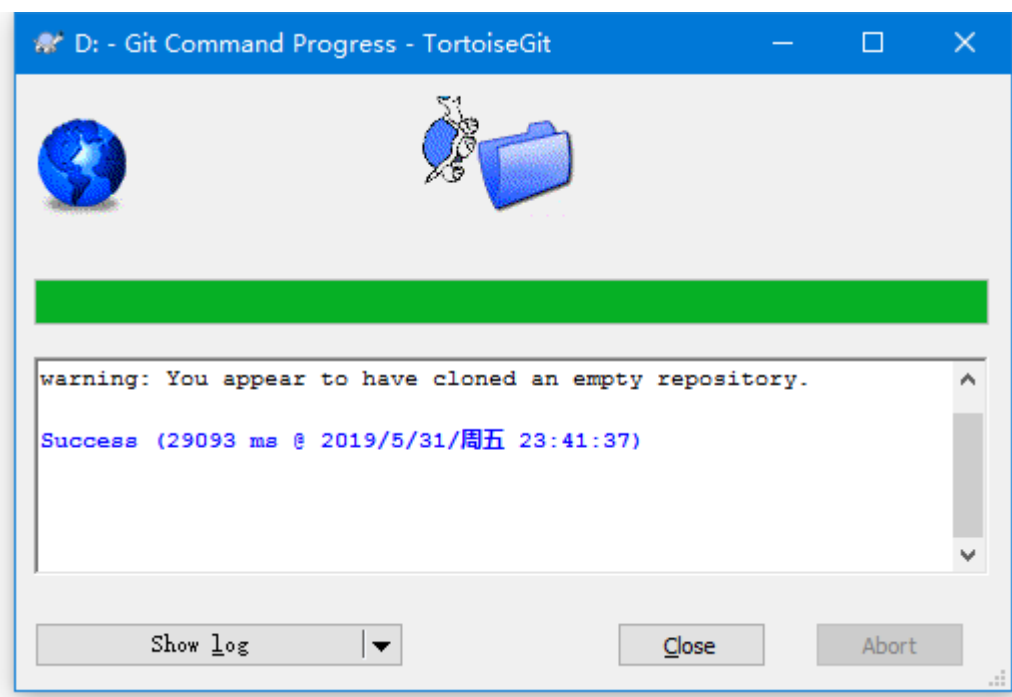 D: - Git Command Progress - TortoiseGit
warning: You appear to have cloned an empty repository.
Success (29093 ms @ 2019/5/31/周五 23:41:37)
Show log
Close
Abort